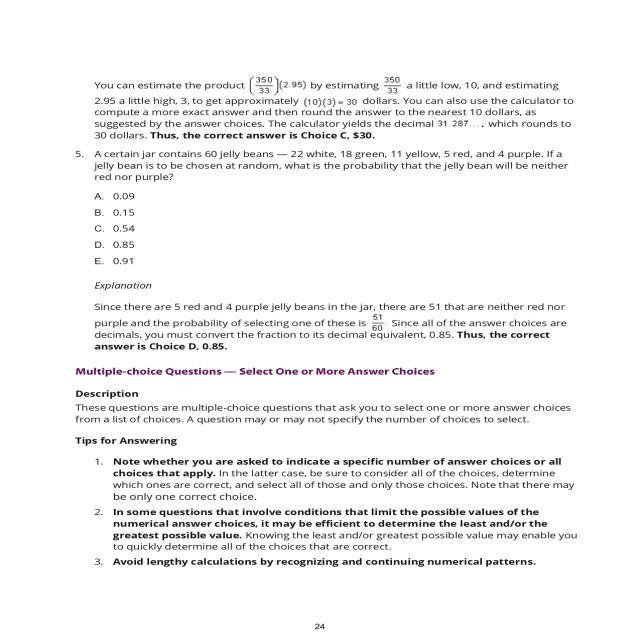 You can estimate the product (350/33)(2.95) by estimating 350/33 a little low, 10, and estimating
2.95 a little high, 3, to get approximately (10)(3) = 30 dollars. You can also use the calculator to
compute a more exact answer and then round the answer to the nearest 10 dollars, as
suggested by the answer choices. The calculator yields the decimal 31.287..., which rounds to
30 dollars. Thus, the correct answer is Choice C, $30.
5. A certain jar contains 60 jelly beans — 22 white, 18 green, 11 yellow, 5 red, and 4 purple. If a
jelly bean is to be chosen at random, what is the probability that the jelly bean will be neither
red nor purple?
A. 0.09
B. 0.15
C. 0.54
D. 0.85
E. 0.91
Explanation
Since there are 5 red and 4 purple jelly beans in the jar, there are 51 that are neither red nor
purple and the probability of selecting one of these is 51/60. Since all of the answer choices are
decimals, you must convert the fraction to its decimal equivalent, 0.85. Thus, the correct
answer is Choice D, 0.85.
Multiple-choice Questions — Select One or More Answer Choices
Description
These questions are multiple-choice questions that ask you to select one or more answer choices
from a list of choices. A question may or may not specify the number of choices to select.
Tips for Answering
1. Note whether you are asked to indicate a specific number of answer choices or all
choices that apply. In the latter case, be sure to consider all of the choices, determine
which ones are correct, and select all of those and only those choices. Note that there may
be only one correct choice.
2. In some questions that involve conditions that limit the possible values of the
numerical answer choices, it may be efficient to determine the least and/or the
greatest possible value. Knowing the least and/or greatest possible value may enable you
to quickly determine all of the choices that are correct.
3. Avoid lengthy calculations by recognizing and continuing numerical patterns.
24